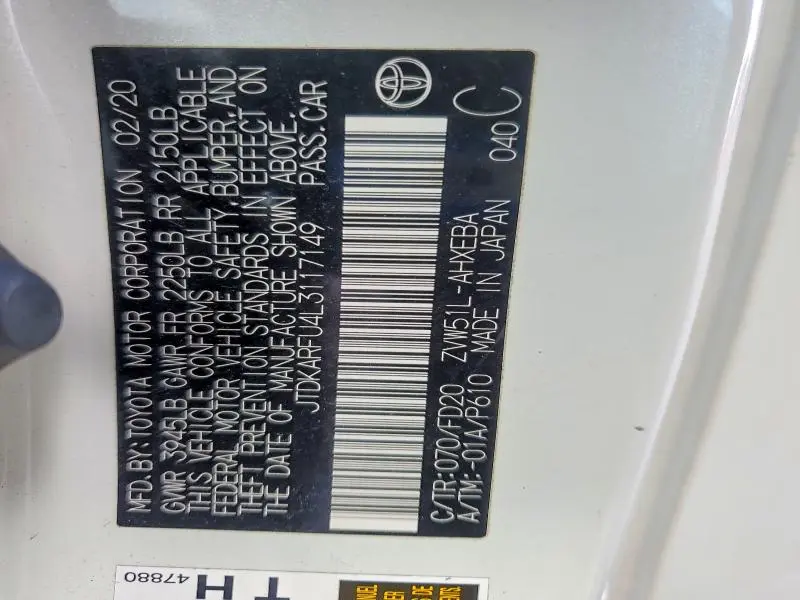 MFD. BY: TOYOTA MOTOR CORPORATION 02/20
GVWR 3945LB GAWR FR 2250LB RR 2150LB
THIS VEHICLE CONFORMS TO ALL APPLICABLE
FEDERAL MOTOR VEHICLE SAFETY, BUMPER, AND
THEFT PREVENTION STANDARDS IN EFFECT ON
THE DATE OF MANUFACTURE SHOWN ABOVE.
JTDKARFU4L3117149 PASS. CAR
C/TR: 070/FD20 ZVW51L-AHXEBA 040 C
A/TM: -01A/P610 MADE IN JAPAN
47880
TH